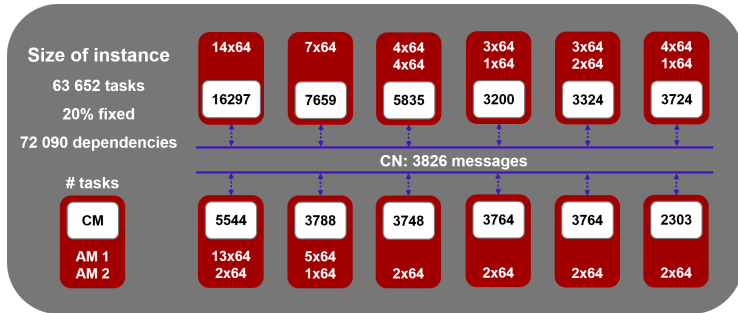 Size of instance
63 652 tasks
20% fixed
72 090 dependencies
# tasks
CM
AM 1
AM 2
14x64
16297
7x64
7659
4x64
4x64
5835
3x64
1x64
3200
3x64
2x64
3324
4x64
1x64
3724
CN: 3826 messages
5544
13x64
2x64
3788
5x64
1x64
3748
2x64
3764
2x64
3764
2x64
2303
2x64